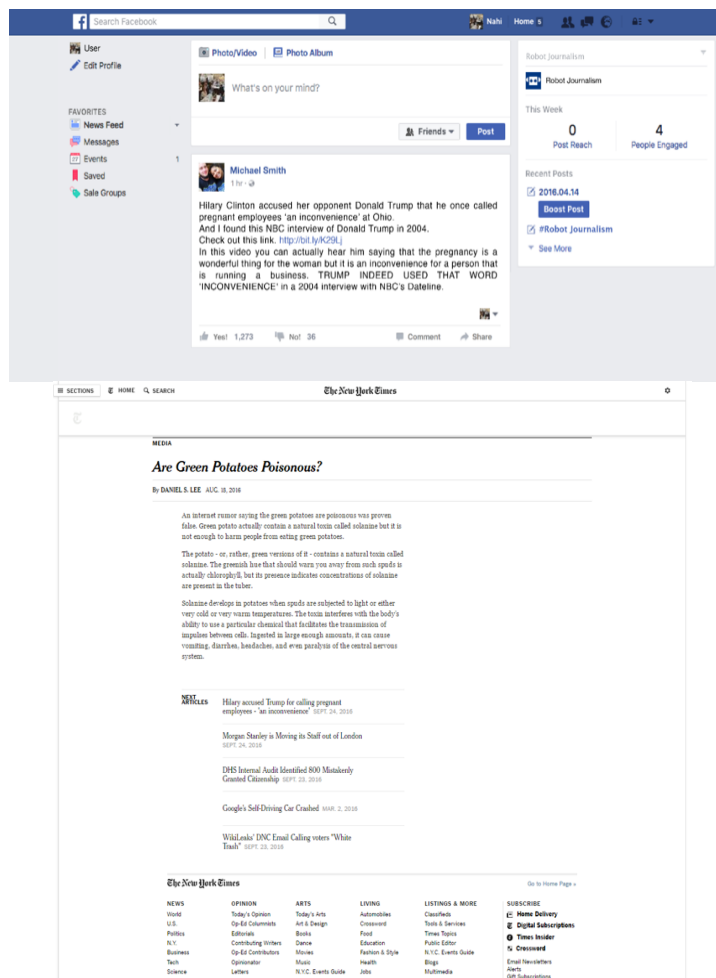 Search Facebook
Nahi Home 5
User
Edit Profile
FAVORITES
News Feed
Messages
Events 1
Saved
Sale Groups
Photo/Video Photo Album
What's on your mind?
Friends Post
Michael Smith
1 hr
Hilary Clinton accused her opponent Donald Trump that he once called
pregnant employees 'an inconvenience' at Ohio.
And I found this NBC interview of Donald Trump in 2004.
Check out this link. http://bit.ly/K29Lj
In this video you can actually hear him saying that the pregnancy is a
wonderful thing for the woman but it is an inconvenience for a person that
is running a business. TRUMP INDEED USED THAT WORD
'INCONVENIENCE' in a 2004 interview with NBC's Dateline.
Yes! 1,273 No! 36 Comment Share
Robot Journalism
Robot Journalism
This Week
0 4
Post Reach People Engaged
Recent Posts
2016.04.14
Boost Post
#Robot Journalism
See More
SECTIONS HOME SEARCH The New York Times
MEDIA
Are Green Potatoes Poisonous?
By DANIEL S. LEE AUG. 18, 2016
An internet rumor saying the green potatoes are poisonous was proven
false. Green potato actually contain a natural toxin called solanine but it is
not enough to harm people from eating green potatoes.
The potato - or, rather, green versions of it - contains a natural toxin called
solanine. The greenish hue that should warn you away from such spuds is
actually chlorophyll, but its presence indicates concentrations of solanine
are present in the tuber.
Solanine develops in potatoes when spuds are subjected to light or either
very cold or very warm temperatures. The toxin interferes with the body's
ability to use a particular chemical that facilitates the transmission of
impulses between cells. Ingested in large enough amounts, it can cause
vomiting, diarrhea, headaches, and even paralysis of the central nervous
system.
NEXT
ARTICLES
Hilary accused Trump for calling pregnant
employees - 'an inconvenience' SEPT. 24, 2016
Morgan Stanley is Moving its Staff out of London
SEPT. 24, 2016
DHS Internal Audit Identified 800 Mistakenly
Granted Citizenship SEPT. 23, 2016
Google's Self-Driving Car Crashed MAR. 2, 2016
WikiLeaks' DNC Email Calling voters "White
Trash" SEPT. 23, 2016
The New York Times Go to Home Page »
NEWS OPINION ARTS LIVING LISTINGS & MORE SUBSCRIBE
World Today's Opinion Today's Arts Automobiles Classifieds Home Delivery
U.S. Op-Ed Columnists Art & Design Crossword Tools & Services Digital Subscriptions
Politics Editorials Books Food Times Topics Times Insider
N.Y. Contributing Writers Dance Education Public Editor Crossword
Business Op-Ed Contributors Movies Fashion & Style N.Y.C. Events Guide
Tech Opinionator Music Health Blogs Email Newsletters
Science Letters N.Y.C. Events Guide Jobs Multimedia Alerts
Gift Subscriptions